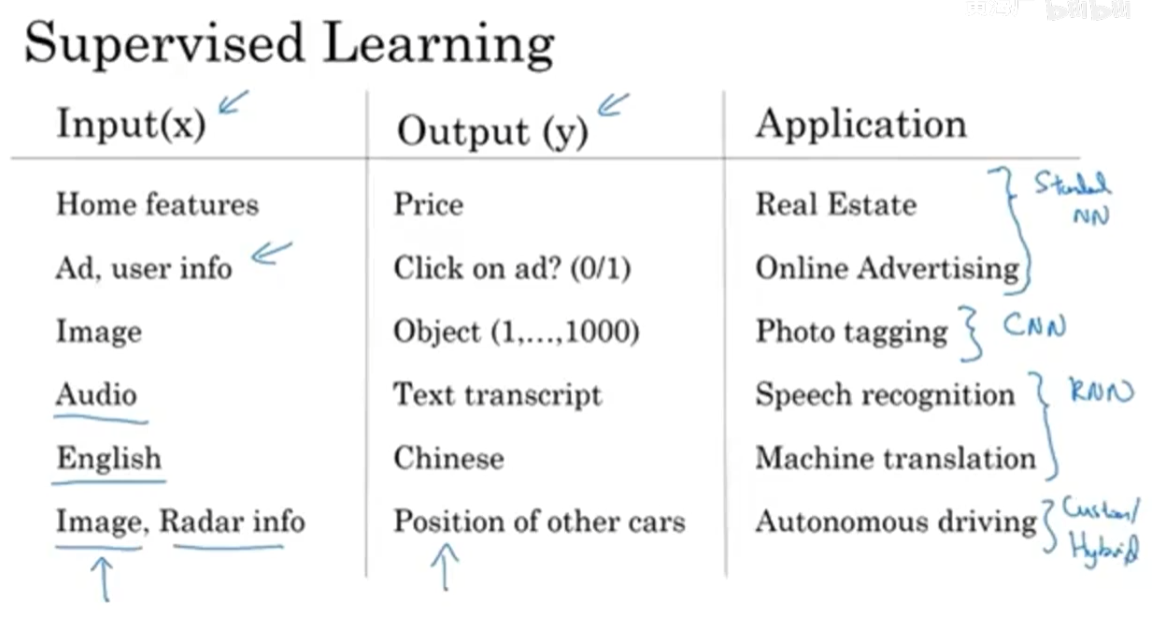 Supervised Learning
Input(x) Output (y) Application
Home features Price Real Estate
Standard
NN
Ad, user info Click on ad? (0/1) Online Advertising
Image Object (1,...,1000) Photo tagging CNN
Audio Text transcript Speech recognition RNN
English Chinese Machine translation
Image, Radar info Position of other cars Autonomous driving Custom/
Hybrid